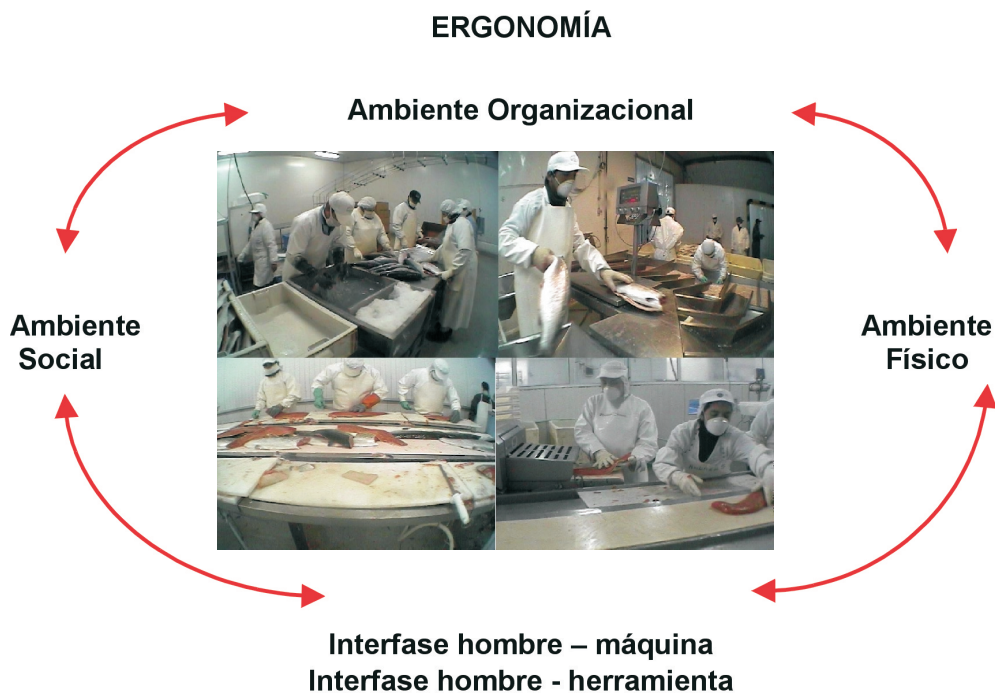 ERGONOMÍA
Ambiente Organizacional
Ambiente
Social
Ambiente
Físico
Interfase hombre – máquina
Interfase hombre - herramienta